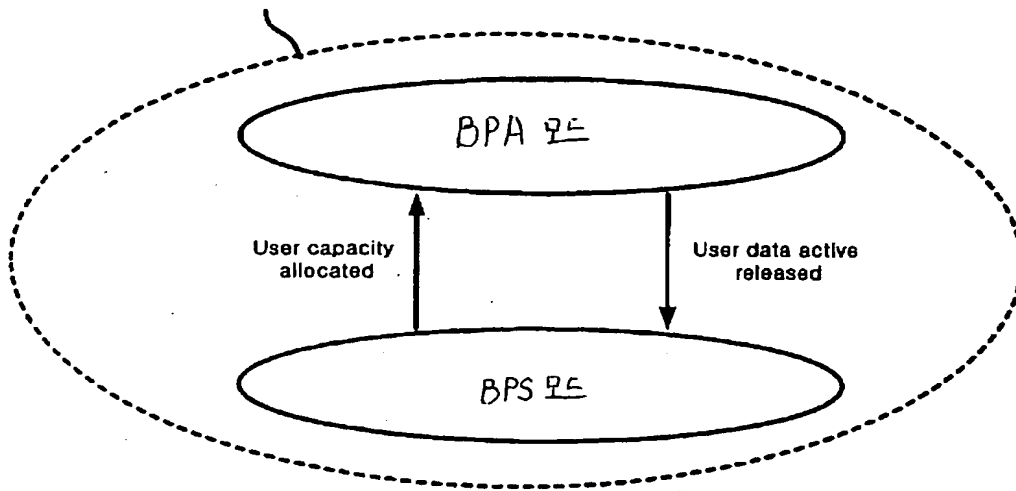 BPA 모드
User capacity
allocated
User data active
released
BPS 모드